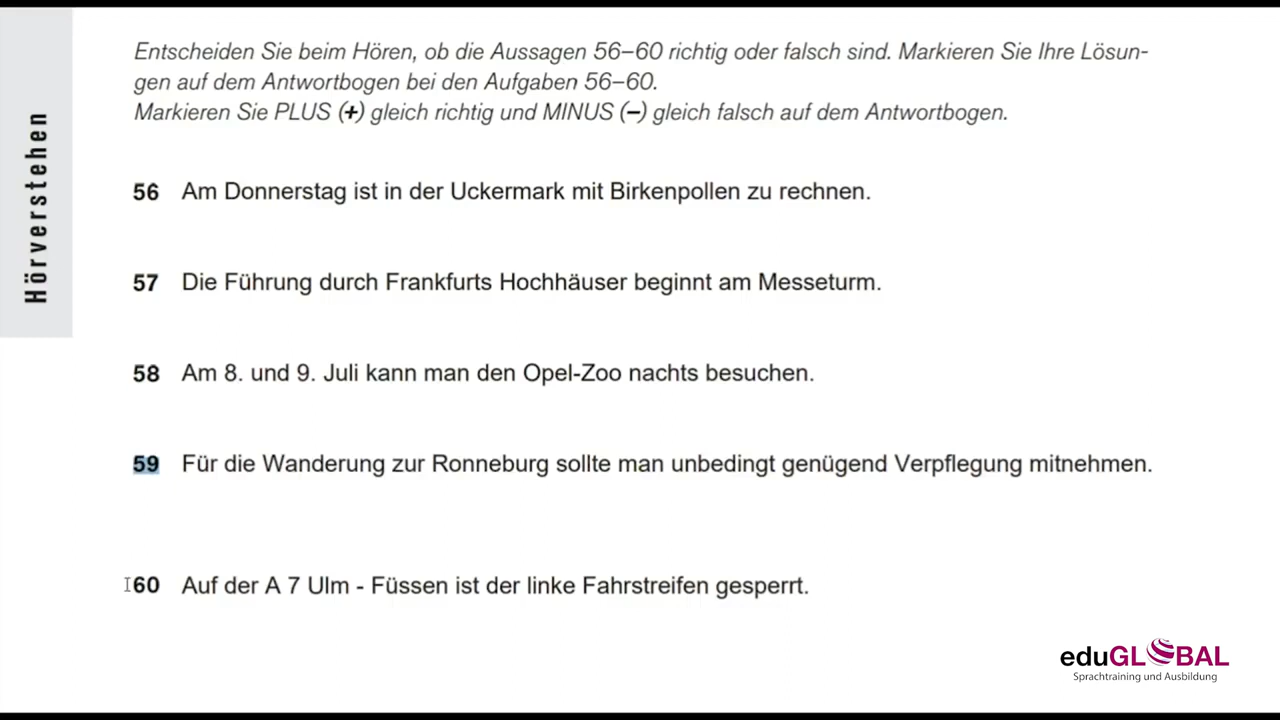 Hörverstehen
Entscheiden Sie beim Hören, ob die Aussagen 56–60 richtig oder falsch sind. Markieren Sie Ihre Lösun-
gen auf dem Antwortbogen bei den Aufgaben 56–60.
Markieren Sie PLUS (+) gleich richtig und MINUS (–) gleich falsch auf dem Antwortbogen.
56 Am Donnerstag ist in der Uckermark mit Birkenpollen zu rechnen.
57 Die Führung durch Frankfurts Hochhäuser beginnt am Messeturm.
58 Am 8. und 9. Juli kann man den Opel-Zoo nachts besuchen.
59 Für die Wanderung zur Ronneburg sollte man unbedingt genügend Verpflegung mitnehmen.
60 Auf der A 7 Ulm - Füssen ist der linke Fahrstreifen gesperrt.
eduGLOBAL
Sprachtraining und Ausbildung